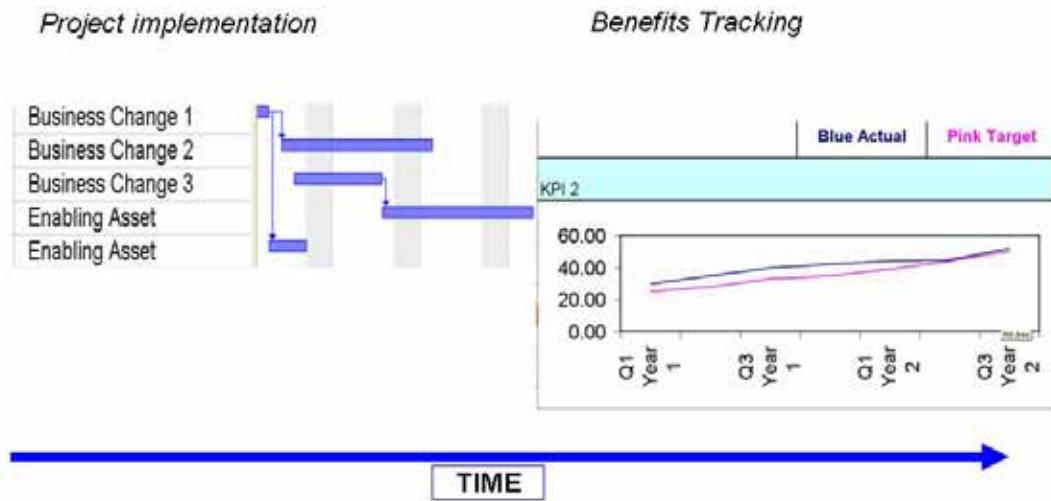 Project implementation
Benefits Tracking
Business Change 1
Business Change 2
Business Change 3
Enabling Asset
Enabling Asset
Blue Actual
Pink Target
KPI 2
60.00
40.00
20.00
0.00
Q1 Year 1
Q3 Year 1
Q1 Year 2
Q3 Year 2
TIME